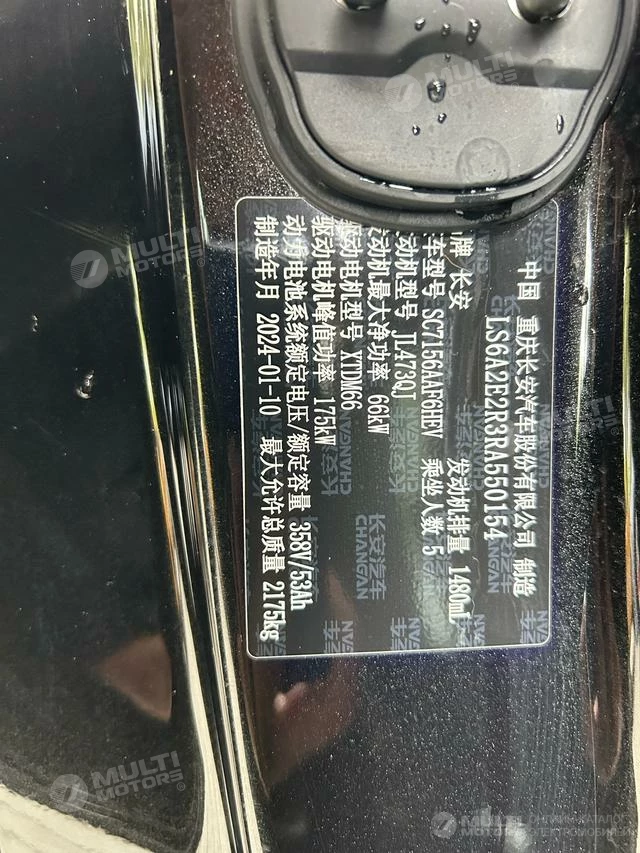 中国 重庆长安汽车股份有限公司 制造
LS6A2E2R3RA550154
牌/长安
车型号 SC7156AAF6HEV 乘坐人数 5
动机型号 JL473QJ 发动机排量 1480ml
发动机最大净功率 66kW
驱动电机型号 XTDM66
驱动电机峰值功率 175kW
动力电池系统额定电压/额定容量 358V/53Ah
制造年月 2024-01-10 最大允许总质量 2175kg
长安汽车
CHANGAN
MULTI
MOTORS
ОНЛАЙН-КАТАЛОГ
ЭЛЕКТРОМОБИЛЕЙ